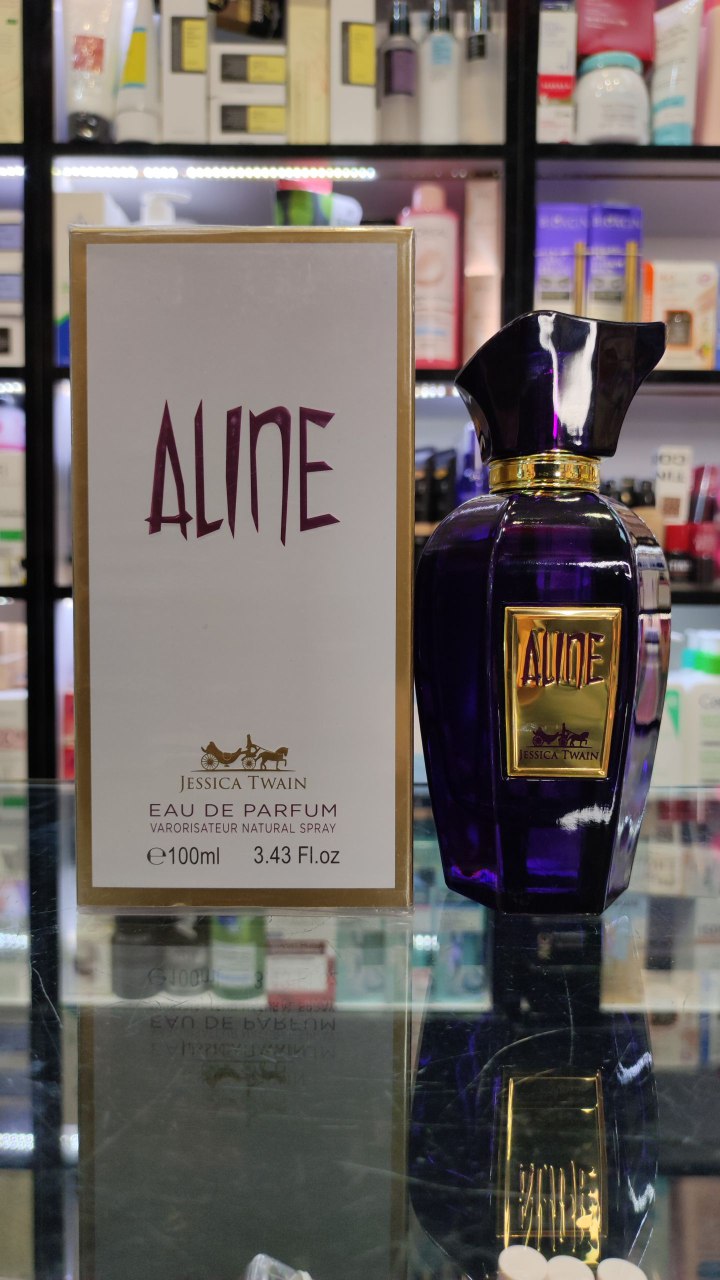 ALINE
JESSICA TWAIN
EAU DE PARFUM
VARORISATEUR NATURAL SPRAY
℮100ml 3.43 Fl.oz
ALINE
JESSICA TWAIN